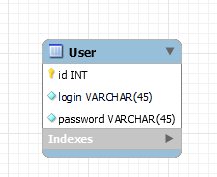 User
id INT
login VARCHAR(45)
password VARCHAR(45)
Indexes